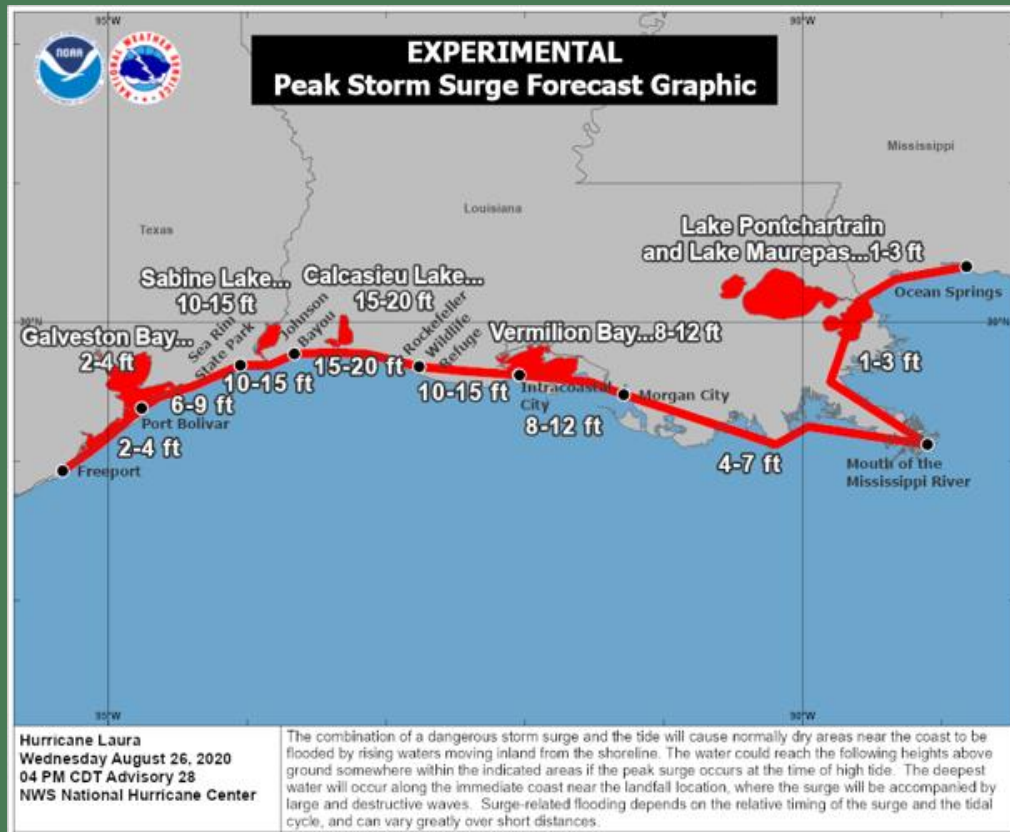 95°W
90°W
NOAA
NATIONAL WEATHER SERVICE
EXPERIMENTAL
Peak Storm Surge Forecast Graphic
Mississippi
Louisiana
Texas
Lake Pontchartrain
and Lake Maurepas...1-3 ft
Sabine Lake...
10-15 ft
Calcasieu Lake...
15-20 ft
Ocean Springs
30°N
30°N
Galveston Bay...
2-4 ft
Sea Rim
State Park
Johnson
Bayou
Rockefeller
Wildlife
Refuge
Vermilion Bay...8-12 ft
1-3 ft
15-20 ft
10-15 ft
10-15 ft
Intracoastal
City
Morgan City
6-9 ft
Port Bolivar
8-12 ft
2-4 ft
4-7 ft
Freeport
Mouth of the
Mississippi River
95°W
90°W
Hurricane Laura
Wednesday August 26, 2020
04 PM CDT Advisory 28
NWS National Hurricane Center
The combination of a dangerous storm surge and the tide will cause normally dry areas near the coast to be
flooded by rising waters moving inland from the shoreline. The water could reach the following heights above
ground somewhere within the indicated areas if the peak surge occurs at the time of high tide. The deepest
water will occur along the immediate coast near the landfall location, where the surge will be accompanied by
large and destructive waves. Surge-related flooding depends on the relative timing of the surge and the tidal
cycle, and can vary greatly over short distances.